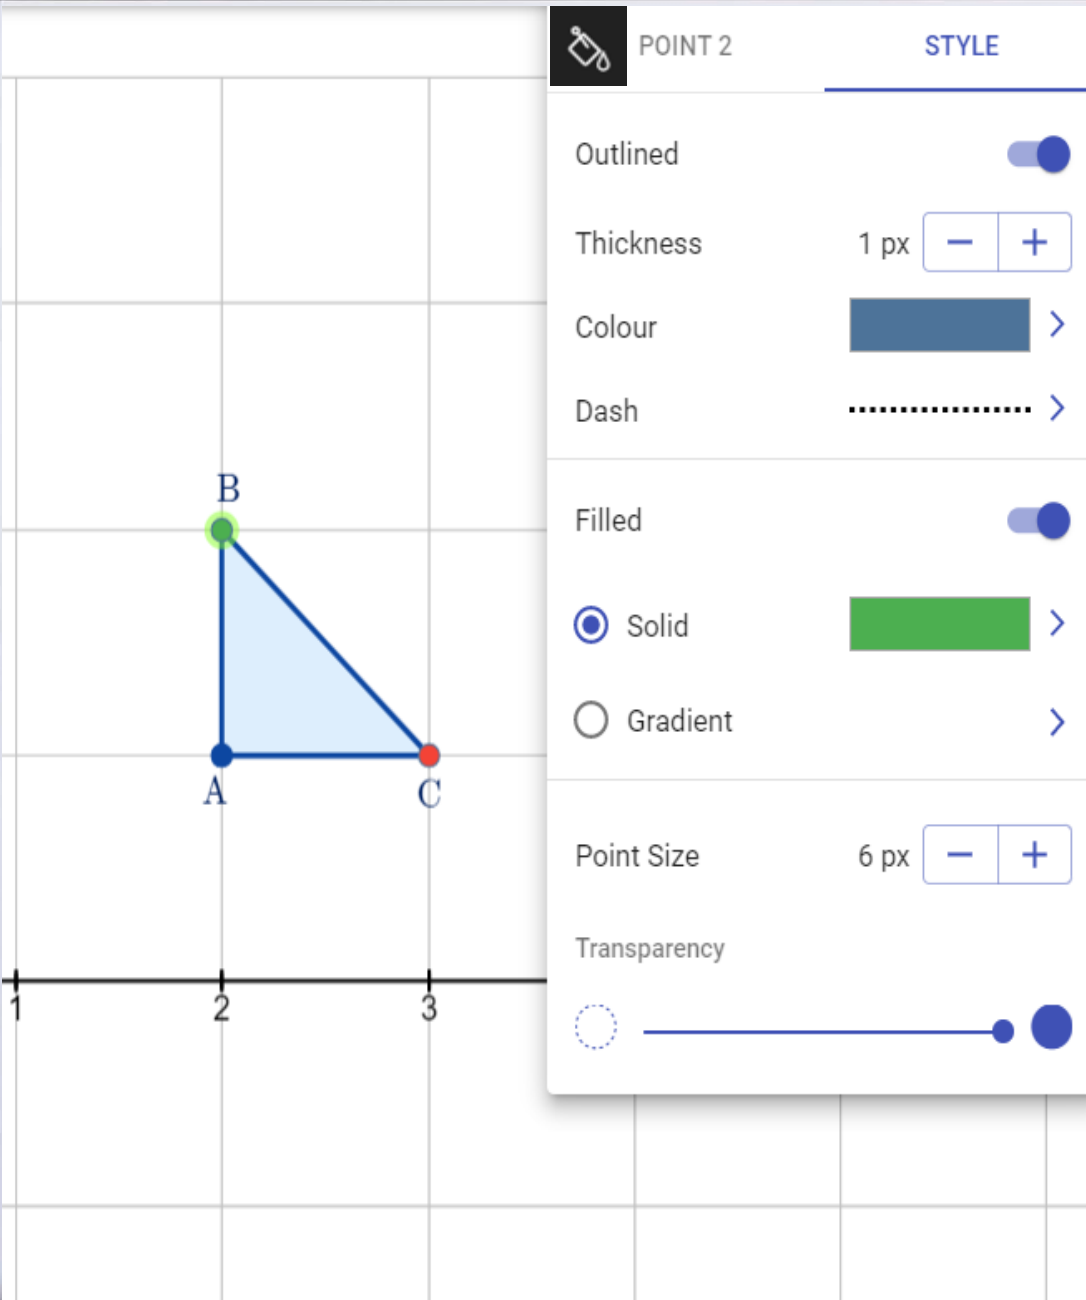 POINT 2 STYLE
Outlined
Thickness 1 px − +
Colour
Dash
B
Filled
Solid
Gradient
A C
Point Size 6 px − +
Transparency
1 2 3